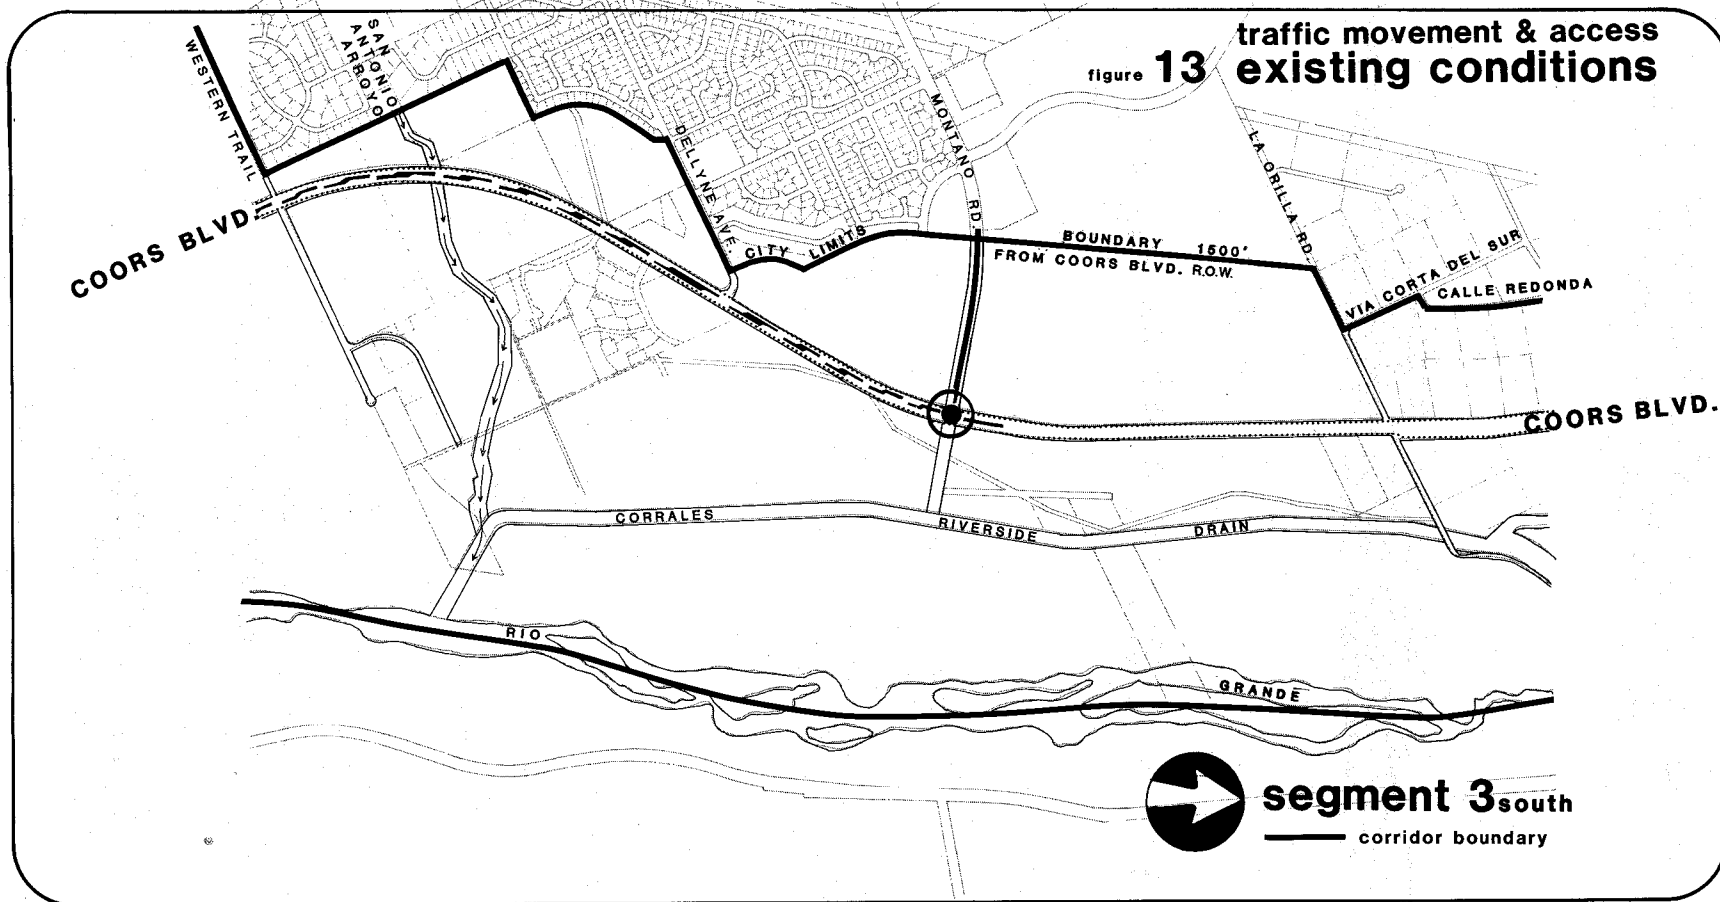 traffic movement & access
figure 13 existing conditions
WESTERN TRAIL
SAN
ANTONIO
ARROYO
DELLYNE AVE.
MONTANO RD.
LA ORILLA RD.
COORS BLVD.
CITY LIMITS
BOUNDARY 1500'
FROM COORS BLVD. R.O.W.
VIA CORTA DEL SUR
CALLE REDONDA
COORS BLVD.
CORRALES RIVERSIDE DRAIN
RIO GRANDE
segment 3 south
corridor boundary